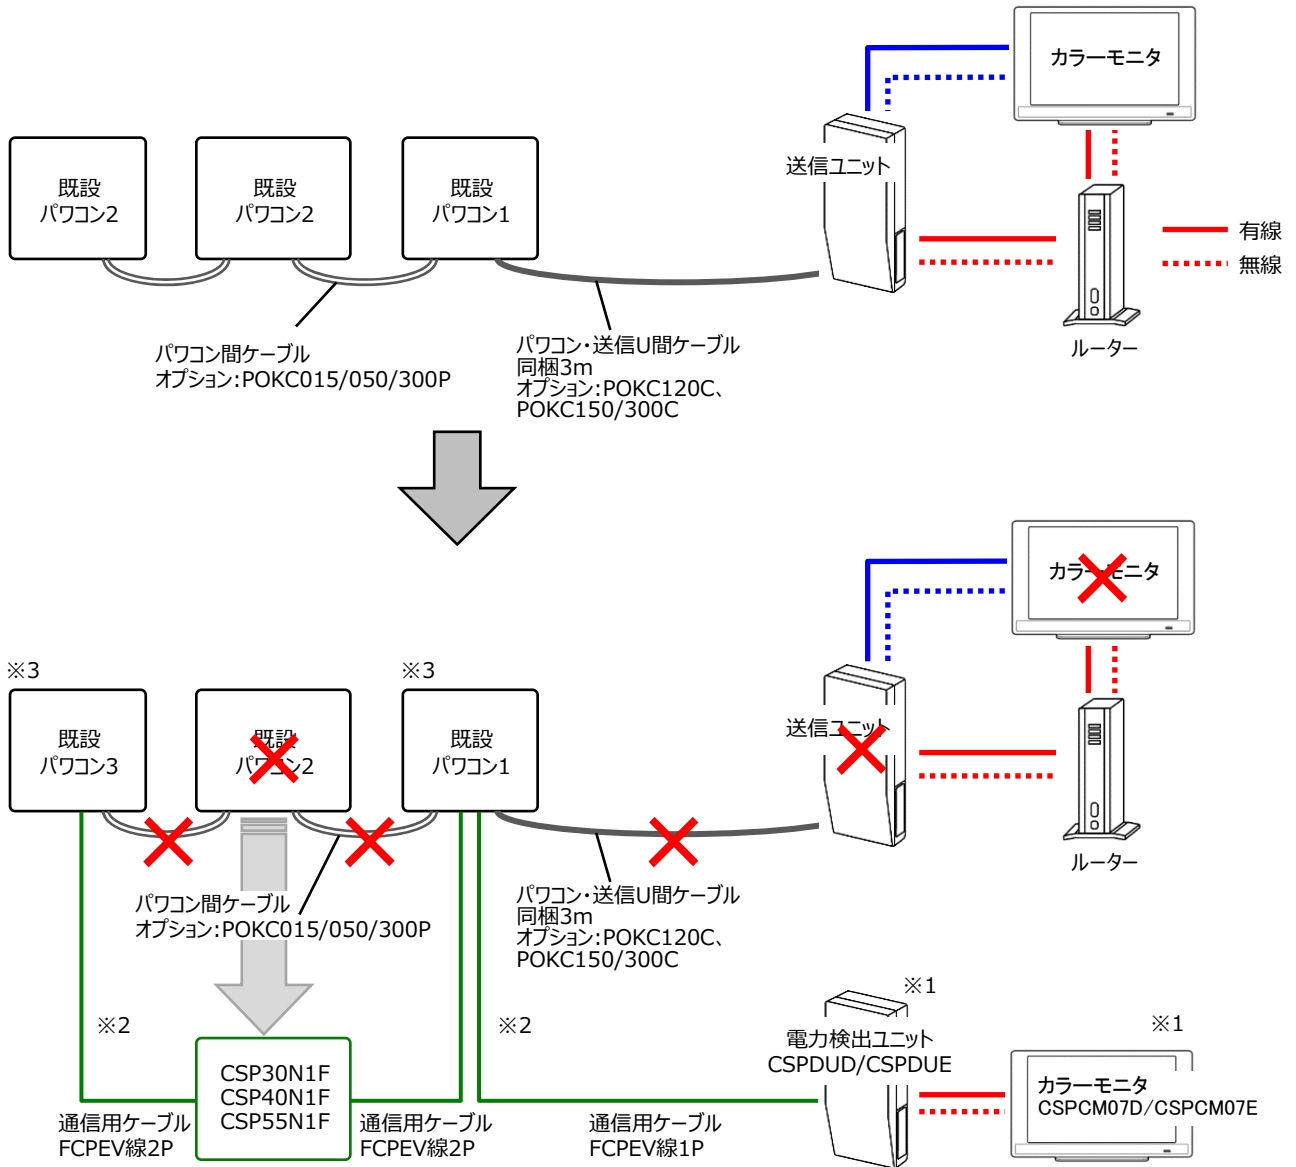 カラーモニタ
送信ユニット
既設
パワコン2
既設
パワコン2
既設
パワコン1
有線
無線
ルーター
パワコン間ケーブル
オプション:POKC015/050/300P
パワコン・送信U間ケーブル
同梱3m
オプション:POKC120C、
POKC150/300C
カラーモニタ
※3
※3
送信ユニット
既設
パワコン3
既設
パワコン2
既設
パワコン1
ルーター
パワコン間ケーブル
オプション:POKC015/050/300P
パワコン・送信U間ケーブル
同梱3m
オプション:POKC120C、
POKC150/300C
※1
※2
※2
※1
電力検出ユニット
CSPDUD/CSPDUE
CSP30N1F
CSP40N1F
CSP55N1F
カラーモニタ
CSPCM07D/CSPCM07E
通信用ケーブル
FCPEV線2P
通信用ケーブル
FCPEV線2P
通信用ケーブル
FCPEV線1P